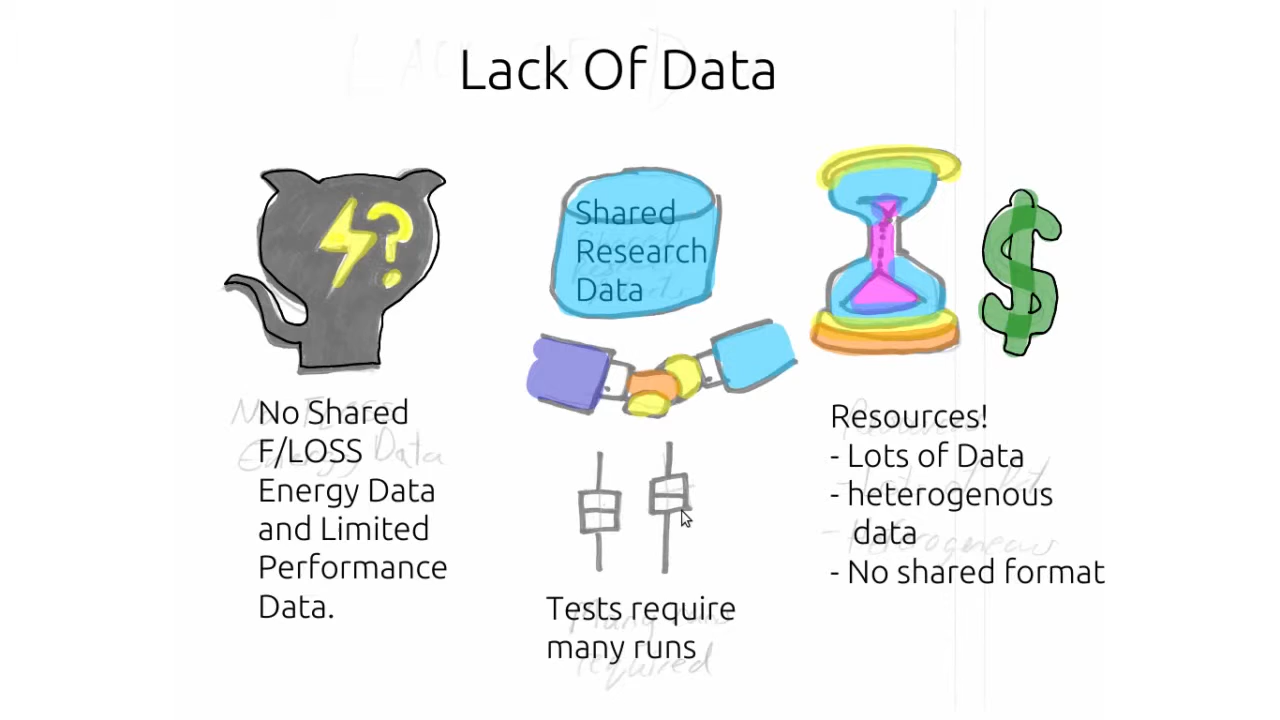 Lack Of Data
Shared
Research
Data
No Shared
F/LOSS
Energy Data
and Limited
Performance
Data.
Tests require
many runs
Resources!
- Lots of Data
- heterogenous
data
- No shared format